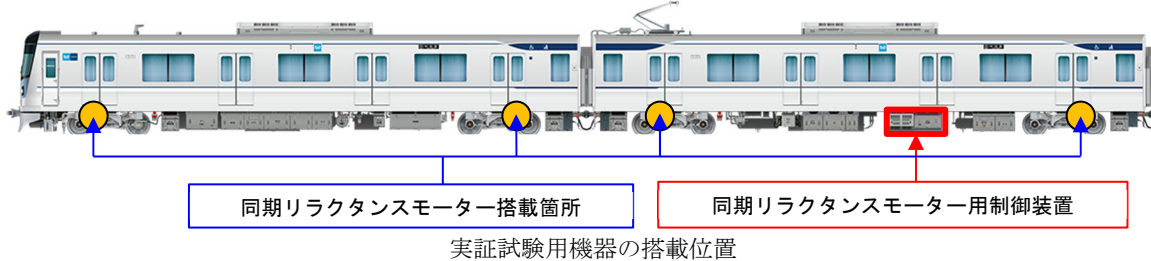 同期リラクタンスモーター搭載箇所
同期リラクタンスモーター用制御装置
実証試験用機器の搭載位置